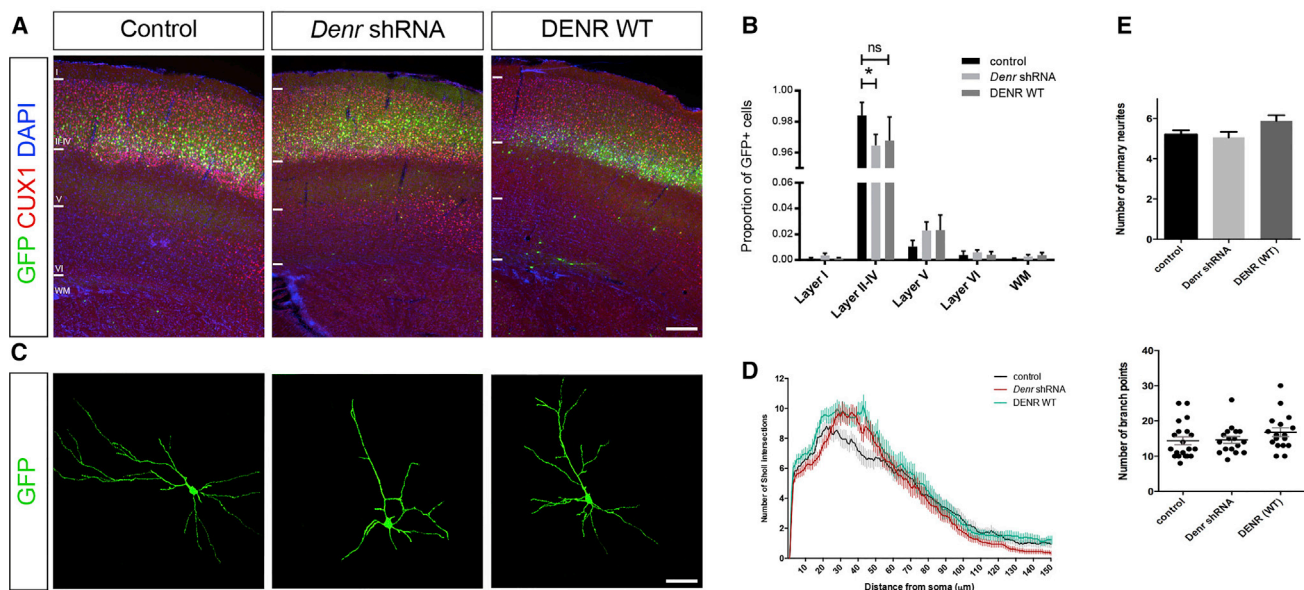 A
Control
Denr shRNA
DENR WT
GFP CUX1 DAPI
I
II-IV
V
VI
WM
B
ns
*
control
Denr shRNA
DENR WT
Proportion of GFP+ cells
1.00
0.98
0.96
0.06
0.04
0.02
0.00
Layer I
Layer II-IV
Layer V
Layer VI
WM
E
Number of primary neurites
6
4
2
0
control
Denr shRNA
DENR (WT)
C
GFP
D
control
Denr shRNA
DENR WT
Number of Sholl intersections
12
10
8
6
4
2
0
10 20 30 40 50 60 70 80 90 100 110 120 130 140 150
Distance from soma (μm)
Number of branch points
40
30
20
10
0
control
Denr shRNA
DENR (WT)